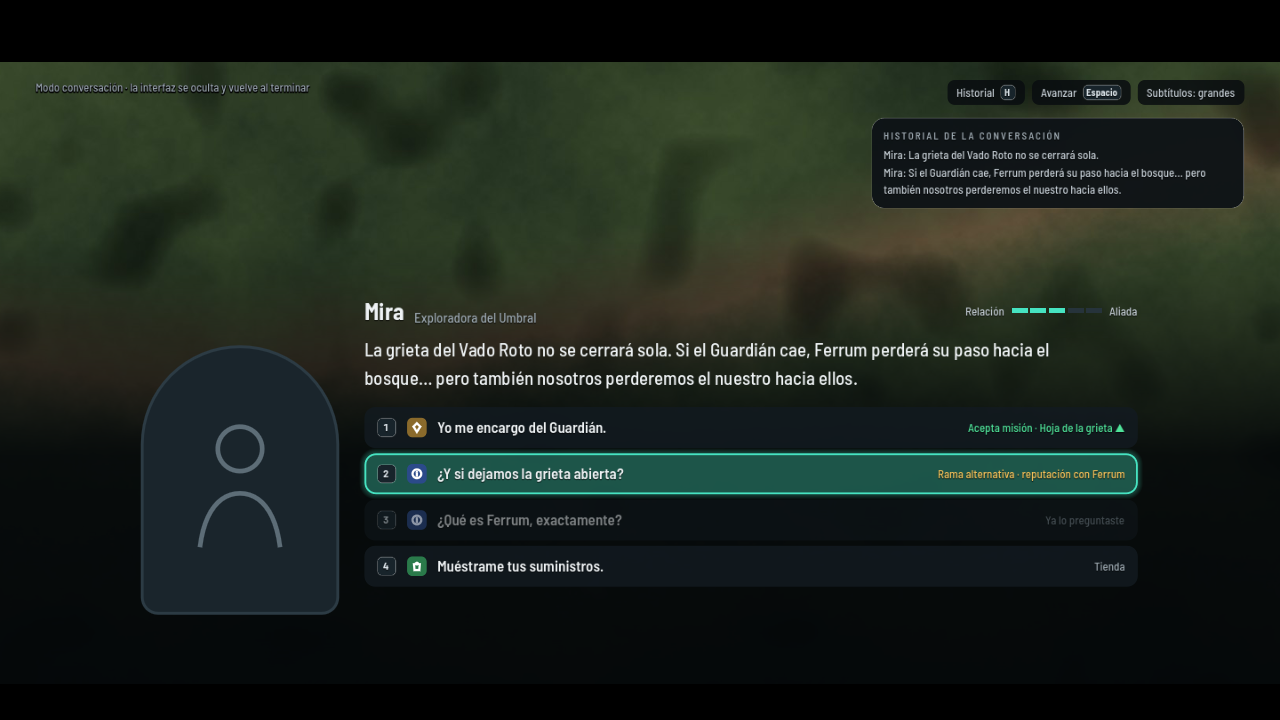 Modo conversación · la interfaz se oculta y vuelve al terminar
Historial H
Avanzar Espacio
Subtítulos: grandes
HISTORIAL DE LA CONVERSACIÓN
Mira: La grieta del Vado Roto no se cerrará sola.
Mira: Si el Guardián cae, Ferrum perderá su paso hacia el bosque... pero
también nosotros perderemos el nuestro hacia ellos.
Mira Exploradora del Umbral
Relación Aliada
La grieta del Vado Roto no se cerrará sola. Si el Guardián cae, Ferrum perderá su paso hacia el
bosque... pero también nosotros perderemos el nuestro hacia ellos.
1 Yo me encargo del Guardián. Acepta misión · Hoja de la grieta ▲
2 ¿Y si dejamos la grieta abierta? Rama alternativa · reputación con Ferrum
3 ¿Qué es Ferrum, exactamente? Ya lo preguntaste
4 Muéstrame tus suministros. Tienda